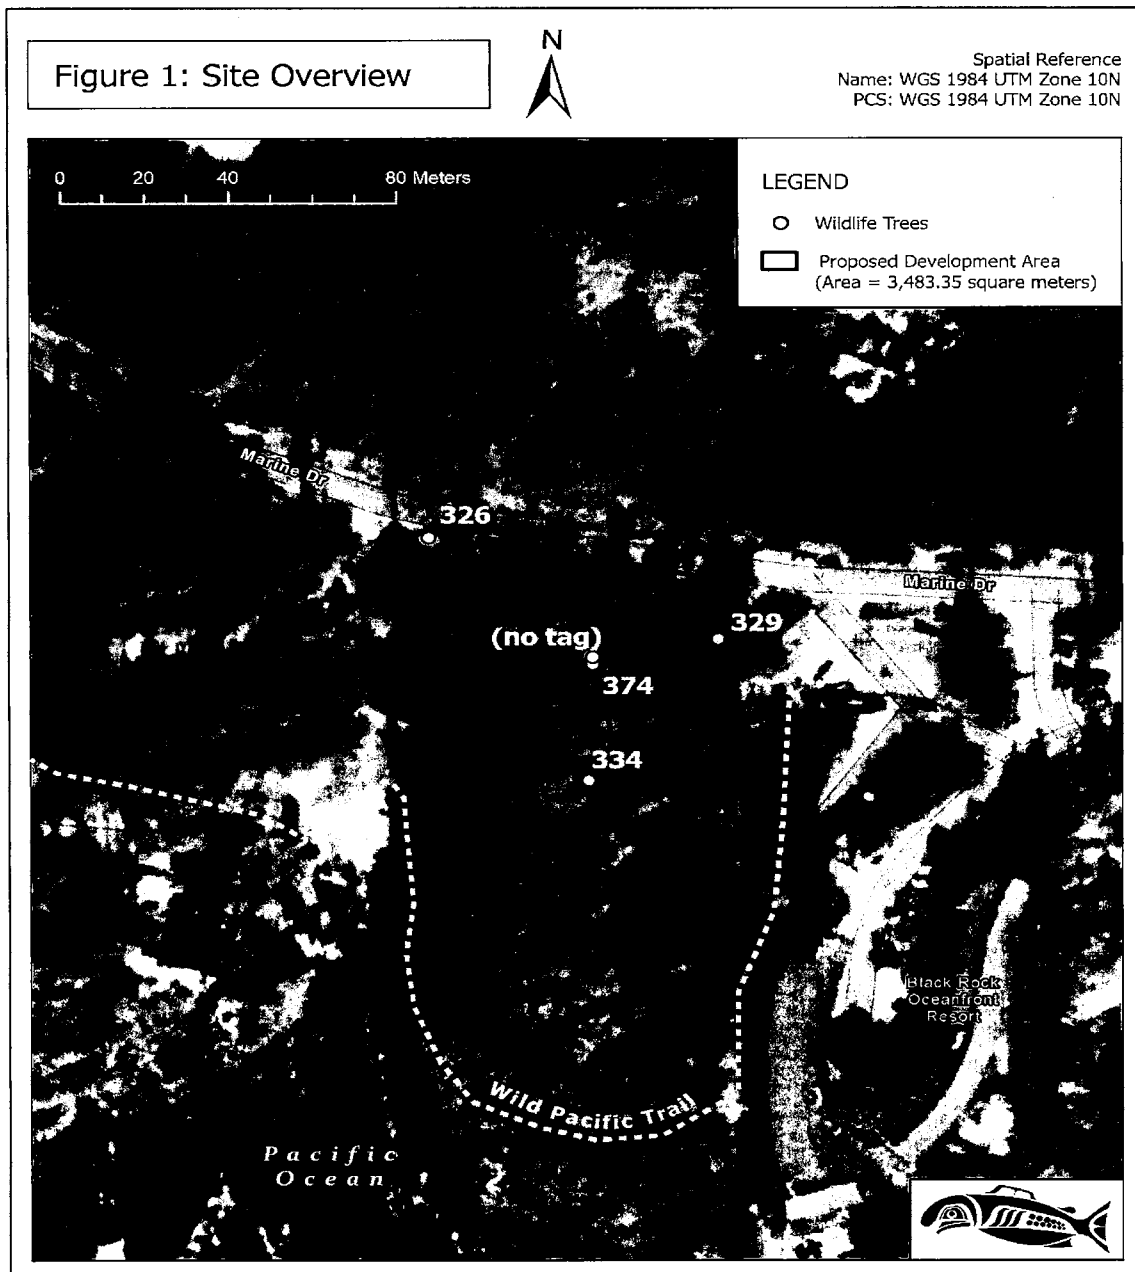 Figure 1: Site Overview
N
Spatial Reference
Name: WGS 1984 UTM Zone 10N
PCS: WGS 1984 UTM Zone 10N
0 20 40 80 Meters
LEGEND
Wildlife Trees
Proposed Development Area
(Area = 3,483.35 square meters)
Marine Dr
326
Marine Dr
329
(no tag)
374
334
Black Rock
Oceanfront
Resort
Wild Pacific Trail
Pacific
Ocean